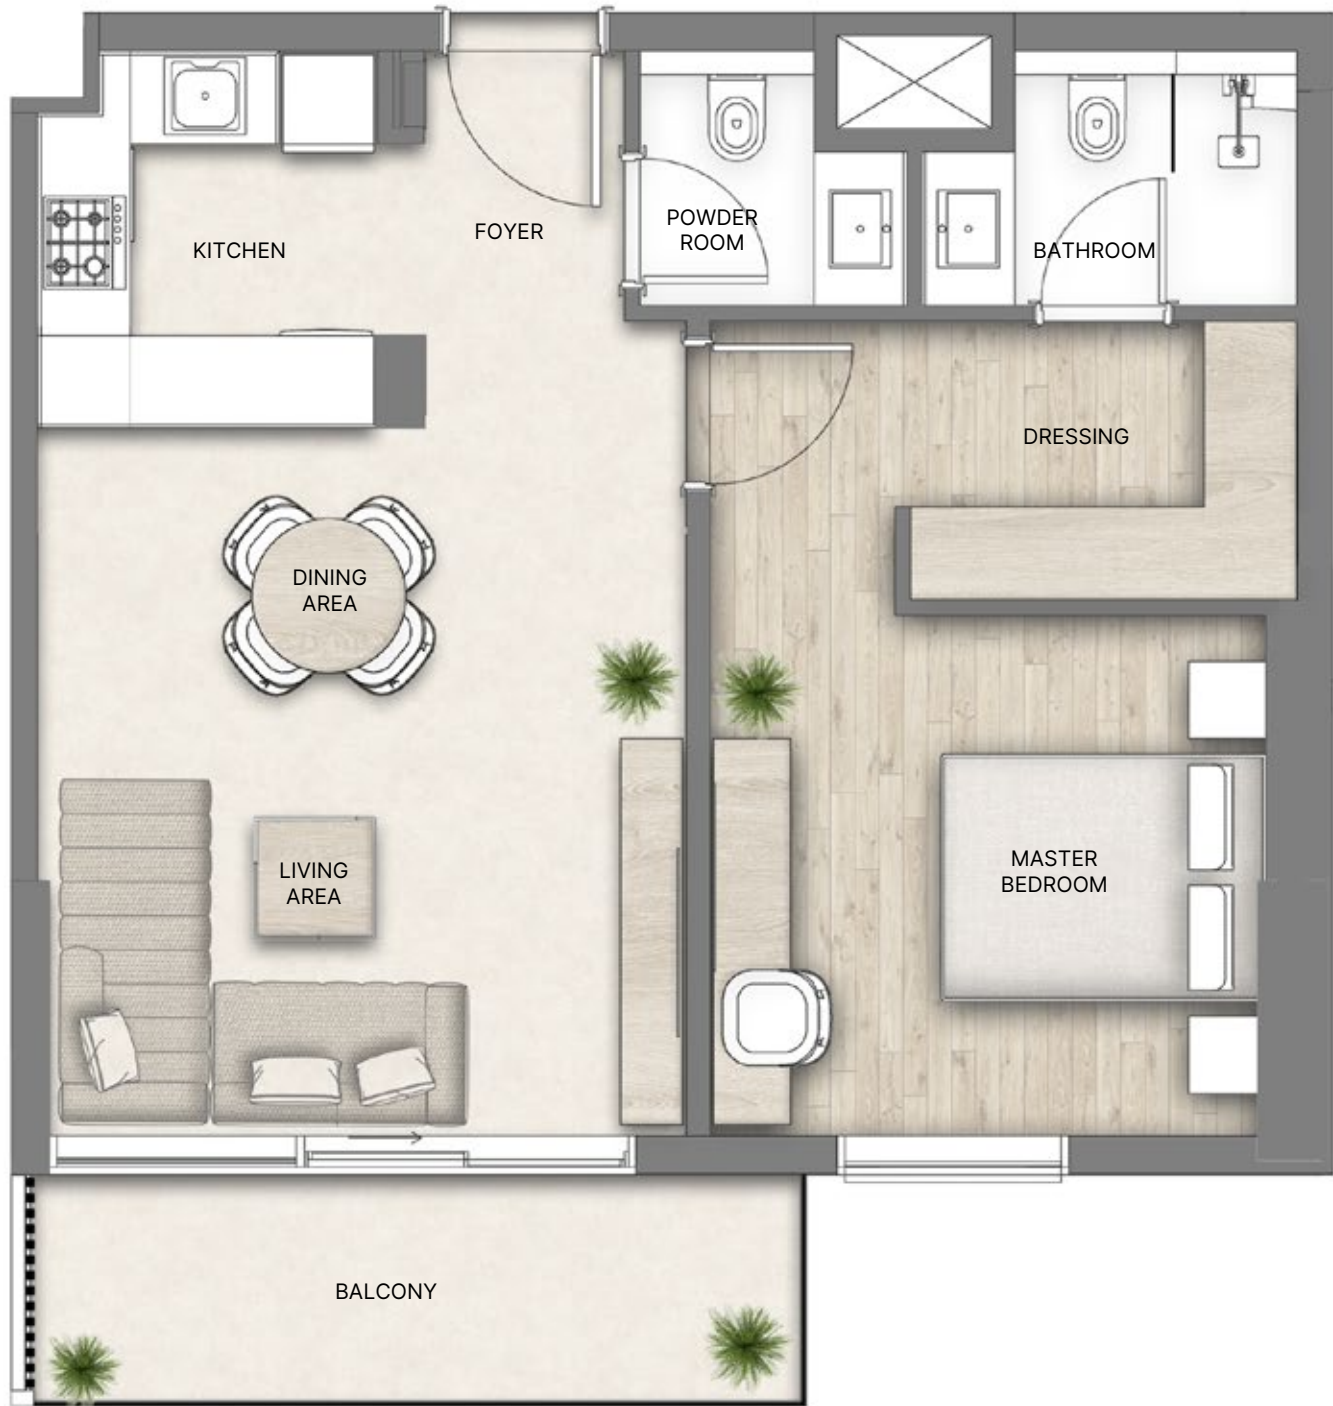 FOYER
POWDER
ROOM
KITCHEN
BATHROOM
DRESSING
DINING
AREA
LIVING
AREA
MASTER
BEDROOM
BALCONY